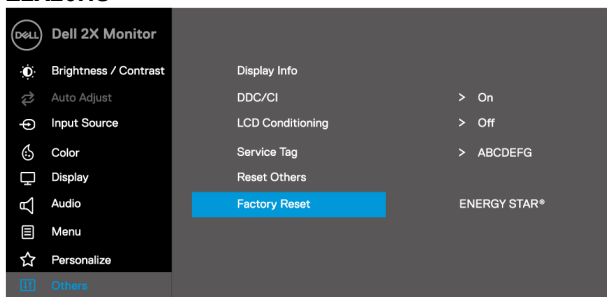 DELL Dell 2X Monitor
Brightness / Contrast Display Info
Auto Adjust DDC/CI > On
Input Source LCD Conditioning > Off
Color Service Tag > ABCDEFG
Display Reset Others
Audio Factory Reset ENERGY STAR®
Menu
Personalize
Others